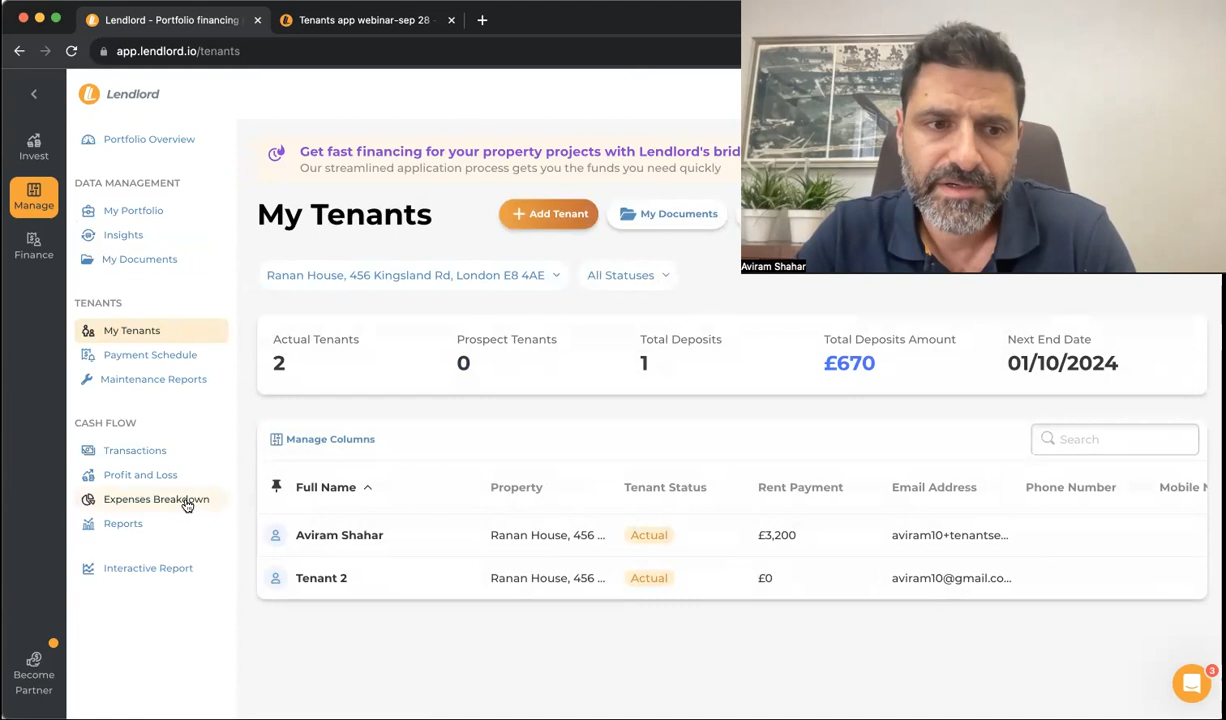 Lendlord - Portfolio financing
Tenants app webinar-sep 28
app.lendlord.io/tenants
Invest
Manage
Finance
Become
Partner
Lendlord
Portfolio Overview
DATA MANAGEMENT
My Portfolio
Insights
My Documents
TENANTS
My Tenants
Payment Schedule
Maintenance Reports
CASH FLOW
Transactions
Profit and Loss
Expenses Breakdown
Reports
Interactive Report
Get fast financing for your property projects with Lendlord's brid
Our streamlined application process gets you the funds you need quickly
My Tenants
+ Add Tenant
My Documents
Ranan House, 456 Kingsland Rd, London E8 4AE
All Statuses
Aviram Shahar
Actual Tenants
Prospect Tenants
Total Deposits
Total Deposits Amount
Next End Date
2
0
1
£670
01/10/2024
Manage Columns
Search
Full Name
Property
Tenant Status
Rent Payment
Email Address
Phone Number
Mobile N
Aviram Shahar
Ranan House, 456 ...
Actual
£3,200
aviram10+tenantse...
Tenant 2
Ranan House, 456 ...
Actual
£0
aviram10@gmail.co...
3